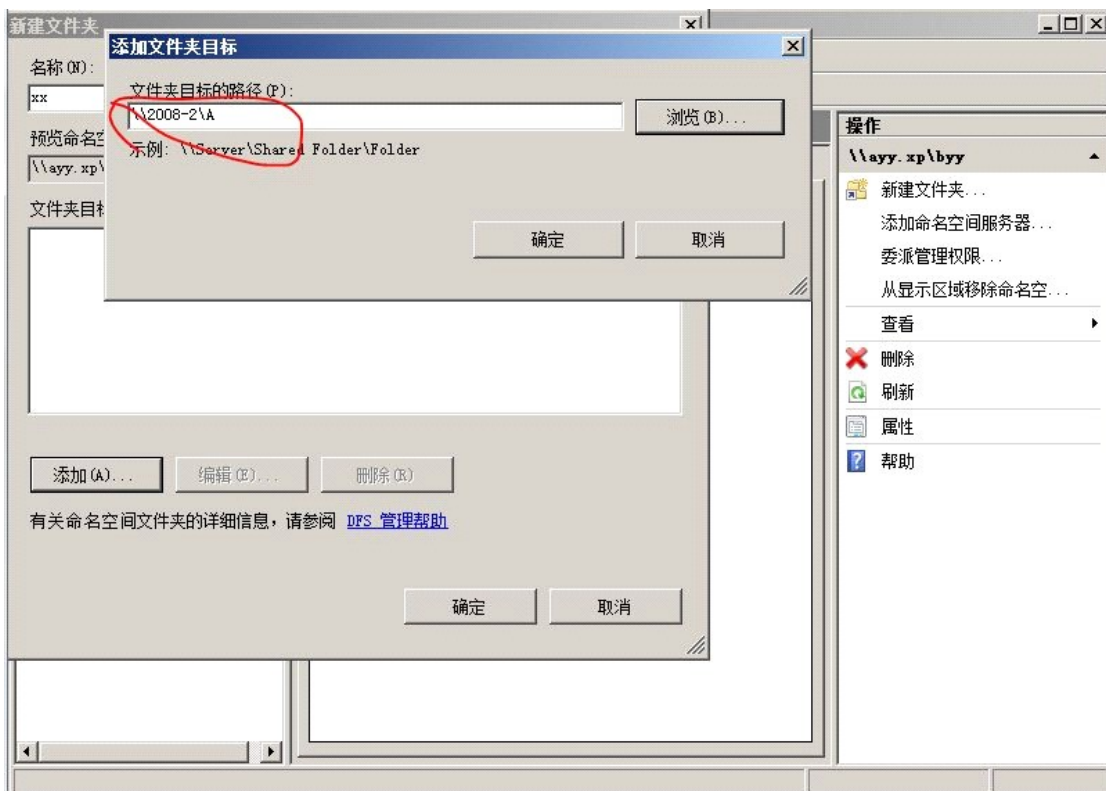 新建文件夹
添加文件夹目标
名称(N):
xx
文件夹目标的路径(P):
\\2008-2\A
浏览(B)...
示例: \\Server\Shared Folder\Folder
预览命名空
\\ayy.xp\
文件夹目标
确定
取消
添加(A)...
编辑(E)...
删除(R)
有关命名空间文件夹的详细信息，请参阅 DFS 管理帮助
确定
取消
操作
\\ayy.xp\byy
新建文件夹...
添加命名空间服务器...
委派管理权限...
从显示区域移除命名空...
查看
删除
刷新
属性
帮助